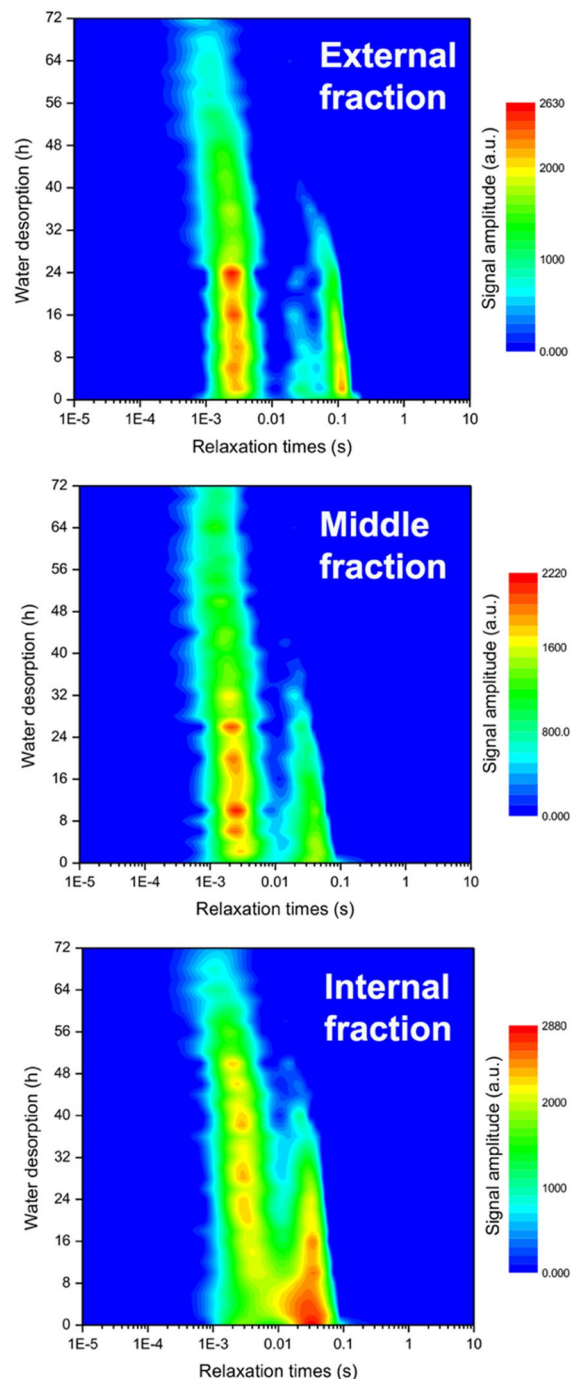 External
fraction
72
64
56
48
40
32
24
16
8
0
Water desorption (h)
1E-5 1E-4 1E-3 0.01 0.1 1 10
Relaxation times (s)
2630
2000
1000
0.000
Signal amplitude (a.u.)
Middle
fraction
72
64
56
48
40
32
24
16
8
0
Water desorption (h)
1E-5 1E-4 1E-3 0.01 0.1 1 10
Relaxation times (s)
2220
1600
800.0
0.000
Signal amplitude (a.u.)
Internal
fraction
72
64
56
48
40
32
24
16
8
0
Water desorption (h)
1E-5 1E-4 1E-3 0.01 0.1 1 10
Relaxation times (s)
2880
2000
1000
0.000
Signal amplitude (a.u.)